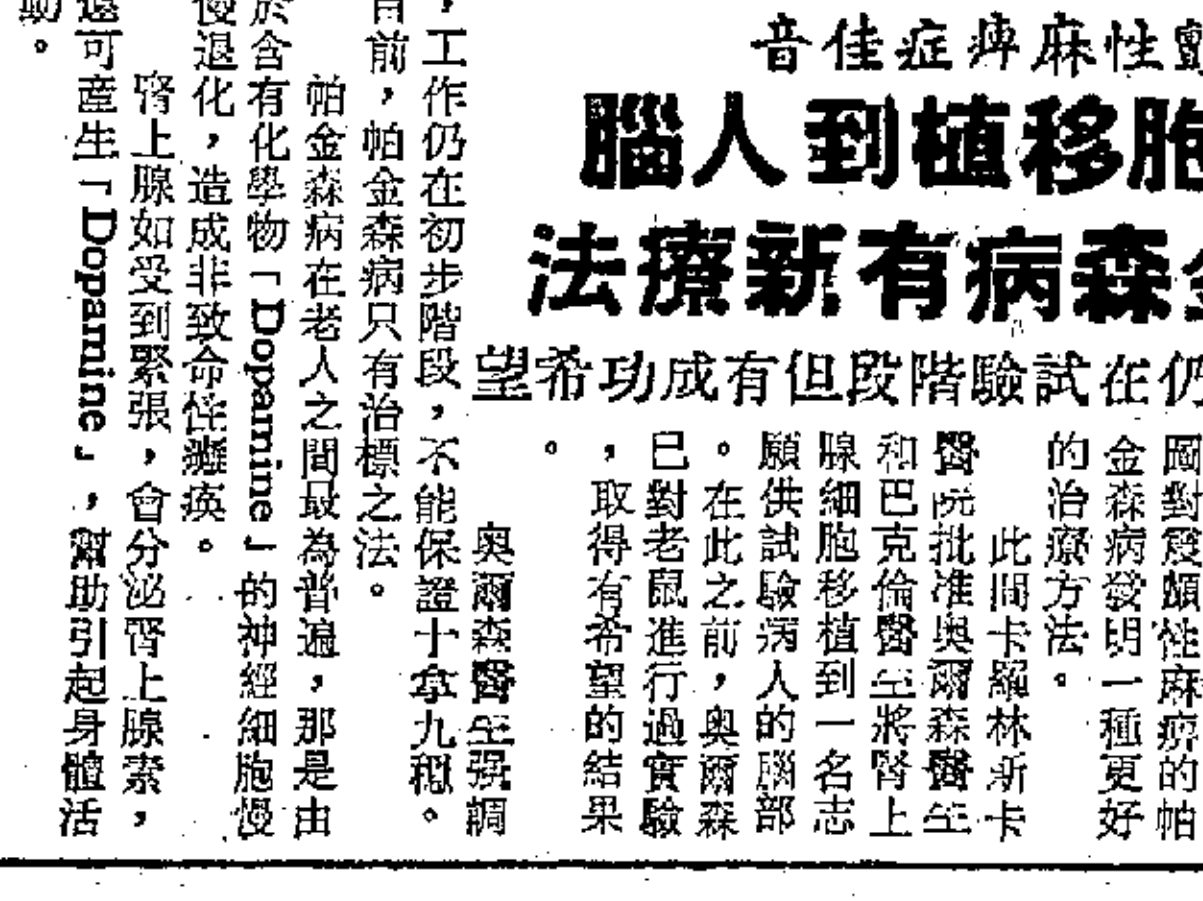 性麻痺症佳音
胞移植到人腦
森病有新療法
仍在試驗階段但有成功希望
圖對震顫性麻痹的帕
金森病發明一種更好
的治療方法。
此間卡羅林斯卡
醫院批准奥爾森醫生
和巴克倫醫生將腎上
腺細胞移植到一名志
願供試驗病人的腦部
。在此之前，奥爾森
已對老鼠進行過實驗
，取得有希望的結果
。
奥爾森醫生强調
，工作仍在初步階段，不能保證十拿九穏。
目前，帕金森病只有治標之法。
帕金森病在老人之間最為普遍，那是由
於含有化學物「Dopamine」的神經細胞慢
慢退化，造成非致命性癱瘓。
腎上腺如受到緊張，會分泌腎上腺素，
還可產生「Dopamine」，幫助引起身體活
動。